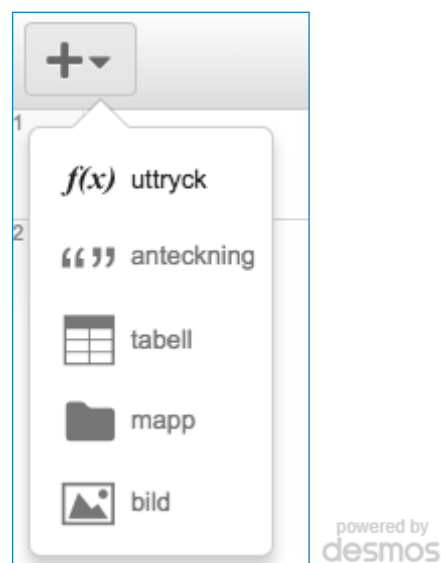 1
f(x) uttryck
2
“ ” anteckning
tabell
mapp
bild
powered by
desmos